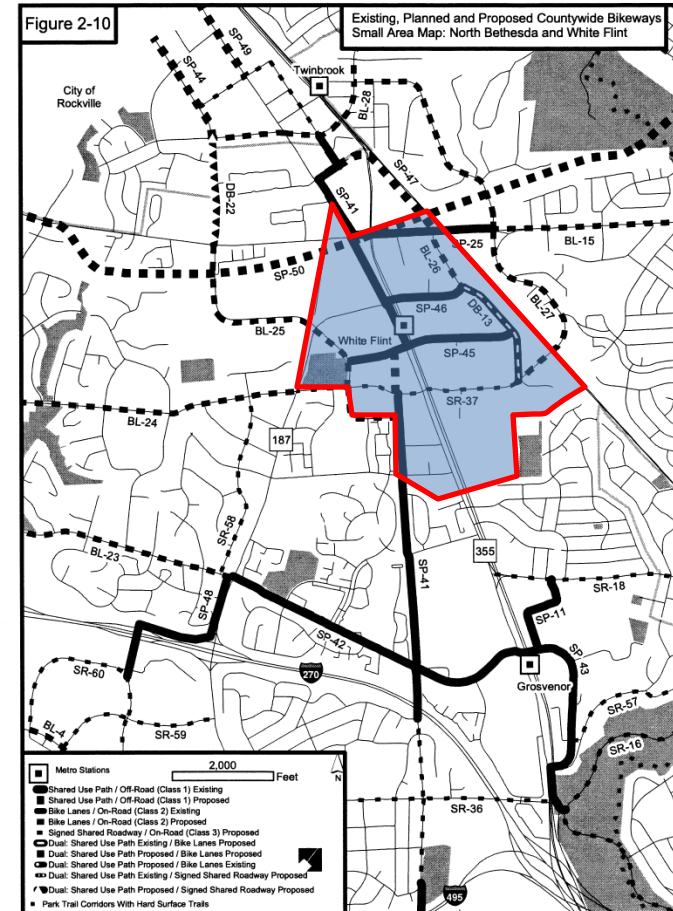 Figure 2-10
Existing, Planned and Proposed Countywide Bikeways
Small Area Map: North Bethesda and White Flint
SP-49
SP-44
Twinbrook
City of
Rockville
BL-28
SP-47
DB-22
SP-41
SP-25
BL-15
BL-26
SP-50
BL-27
SP-46
DB-13
BL-25
White Flint
SP-45
SR-37
BL-24
187
SR-58
355
BL-23
SP-41
SR-18
SP-48
SP-11
SP-42
SP-43
270
Grosvenor
SR-60
SR-57
BL-4
SR-59
SR-16
SR-36
495
Metro Stations
2,000
Feet
N
Shared Use Path / Off-Road (Class 1) Existing
Shared Use Path / Off-Road (Class 1) Proposed
Bike Lanes / On-Road (Class 2) Existing
Bike Lanes / On-Road (Class 2) Proposed
Signed Shared Roadway / On-Road (Class 3) Proposed
Dual: Shared Use Path Existing / Bike Lanes Proposed
Dual: Shared Use Path Proposed / Bike Lanes Proposed
Dual: Shared Use Path Proposed / Bike Lanes Existing
Dual: Shared Use Path Existing / Signed Shared Roadway Proposed
Dual: Shared Use Path Proposed / Signed Shared Roadway Proposed
Park Trail Corridors With Hard Surface Trails